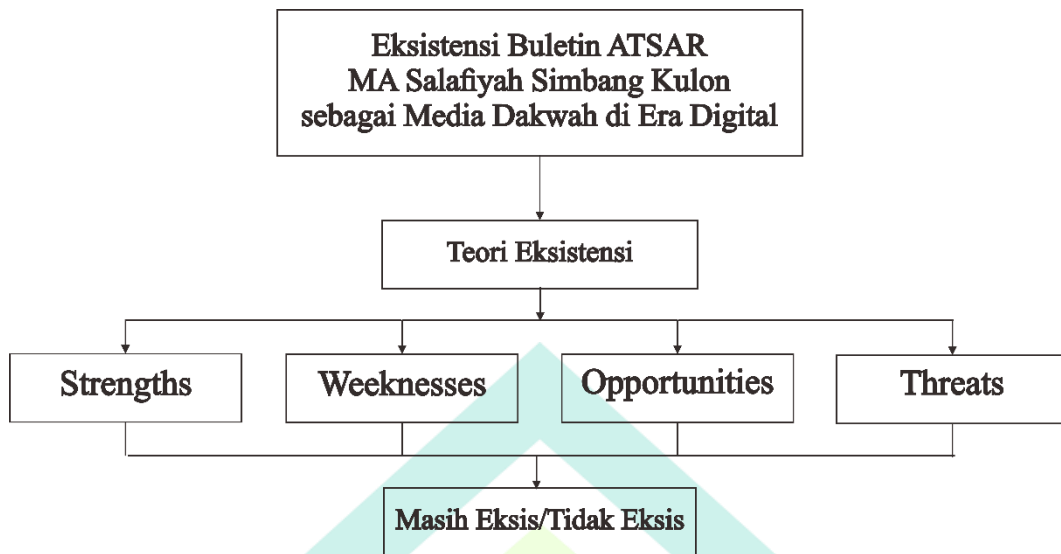 Eksistensi Buletin ATSAR
MA Salafiyah Simbang Kulon
sebagai Media Dakwah di Era Digital
Teori Eksistensi
Strengths
Weeknesses
Opportunities
Threats
Masih Eksis/Tidak Eksis